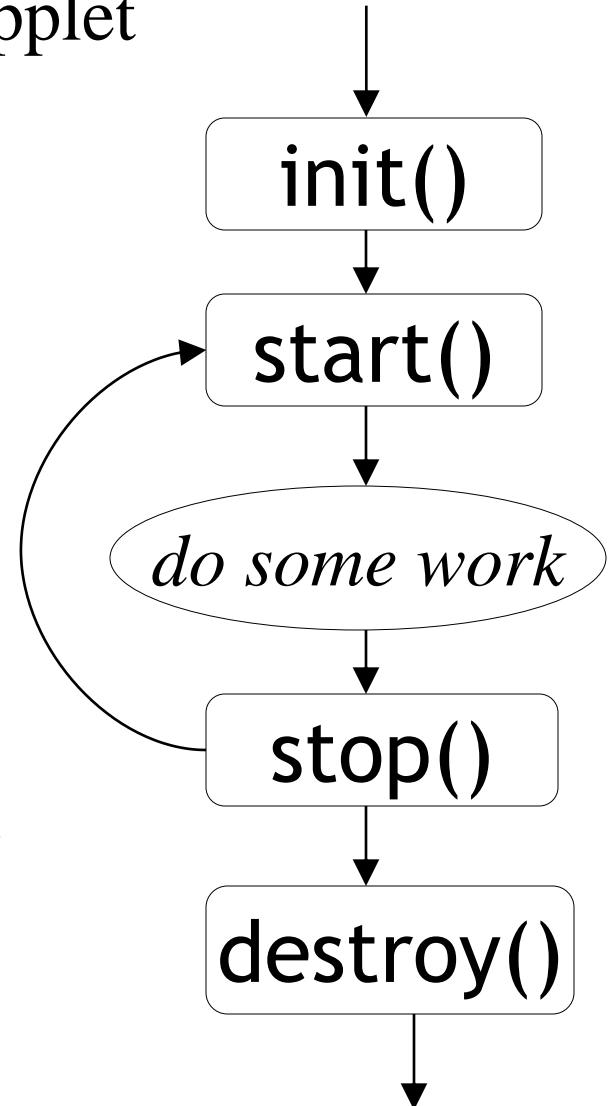 pplet
init()
start()
do some work
stop()
destroy()